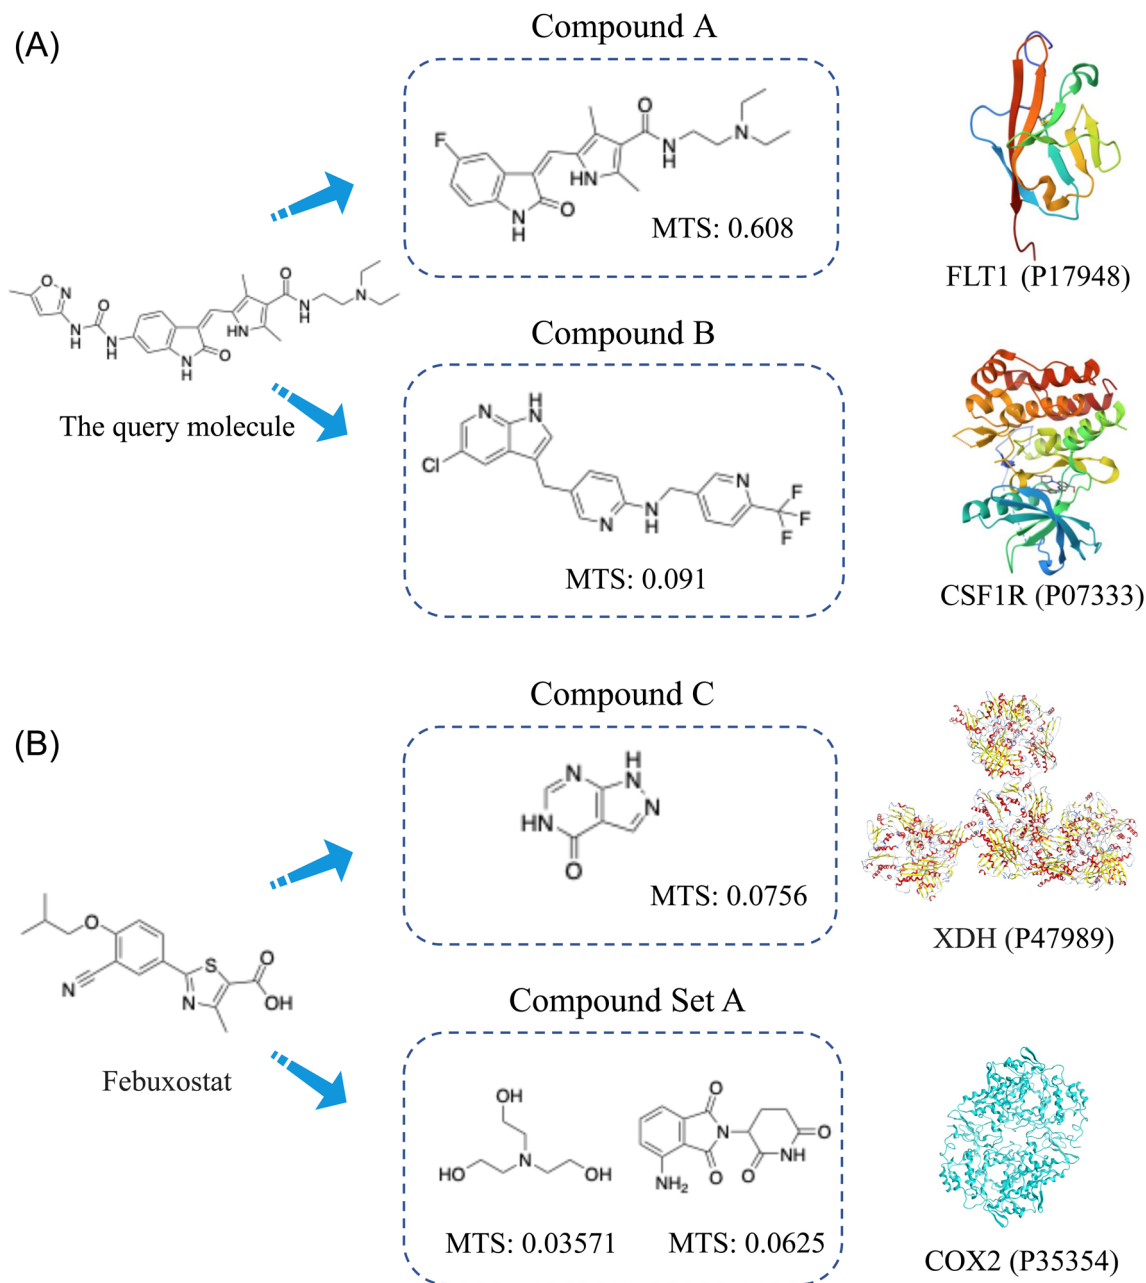 (A)
Compound A
F
O
N
N
H
HN
O
N
H
MTS: 0.608
FLT1 (P17948)
O
N
O
N
H
N
H
O
N
H
HN
O
N
H
N
The query molecule
Compound B
N
H
N
Cl
N
N
H
N
F
F
F
MTS: 0.091
CSF1R (P07333)
(B)
Compound C
N
H
N
N
HN
O
MTS: 0.0756
XDH (P47989)
O
N
S
N
O
OH
Febuxostat
Compound Set A
OH
HO
N
OH
MTS: 0.03571
O
N
O
NH2
O
NH
O
MTS: 0.0625
COX2 (P35354)